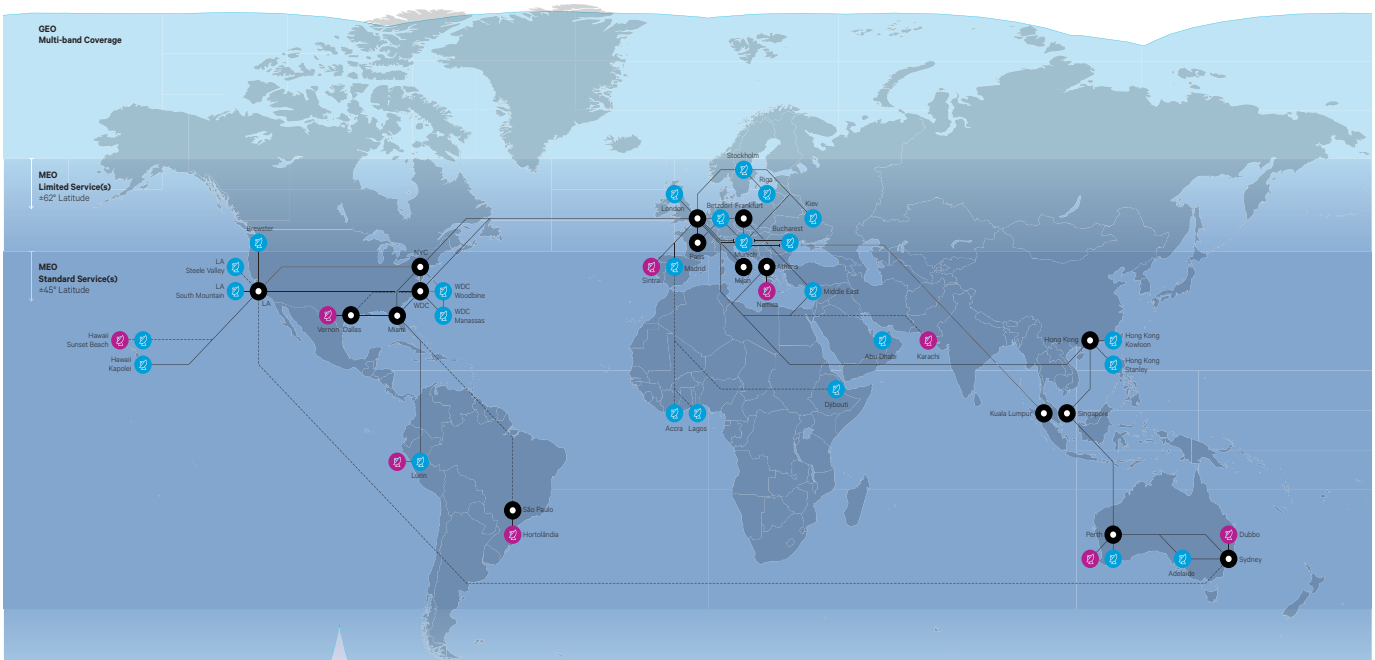 GEO
Multi-band Coverage
MEO
Limited Service(s)
±62° Latitude
MEO
Standard Service(s)
±45° Latitude
Stockholm
Riga
London
Betzdorf
Frankfurt
Kiev
Bucharest
Paris
Munich
Sintra
Madrid
Milan
Athens
Nemea
Middle East
Brewster
LA
Steele Valley
LA
South Mountain
LA
NYC
WDC
WDC
Woodbine
WDC
Manassas
Vernon
Dallas
Miami
Hawaii
Sunset Beach
Hawaii
Kapolei
Abu Dhabi
Karachi
Hong Kong
Hong Kong
Kowloon
Hong Kong
Stanley
Djibouti
Accra
Lagos
Kuala Lumpur
Singapore
Lurin
São Paulo
Hortolândia
Perth
Dubbo
Adelaide
Sydney